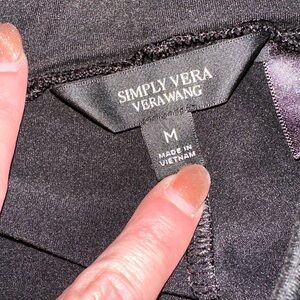 SIMPLY VERA
VERAWANG
M
MADE IN
VIETNAM